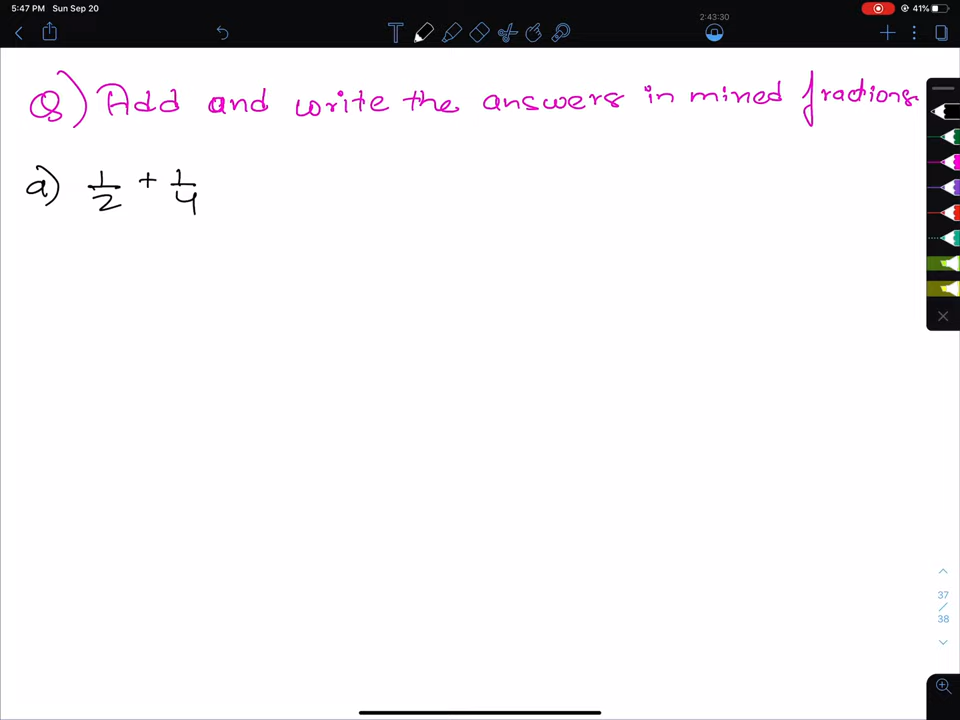 5:47 PM Sun Sep 20
41%
2:43:30
T
Q) Add and write the answers in mined fractions.
a) 1/2 + 1/4
37
/
38